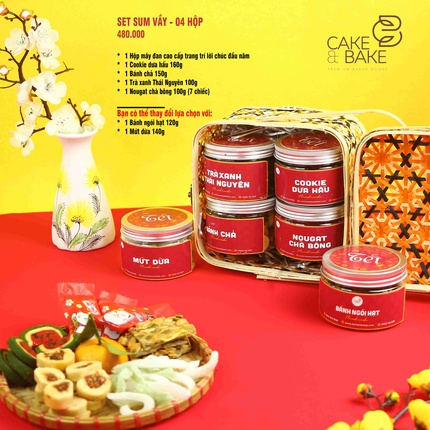 SET SUM VẦY - 04 HỘP
480.000
* 1 Hộp mây đan cao cấp trang trí lời chúc đầu năm
* 1 Cookie dưa hấu 160g
* 1 Bánh chả 150g
* 1 Trà xanh Thái Nguyên 100g
* 1 Nougat chà bông 100g (7 chiếc)
Bạn có thể thay đổi lựa chọn với:
* 1 Bánh ngói hạt 120g
* 1 Mứt dừa 140g
CAKE
& BAKE
TRÀ XANH
THÁI NGUYÊN
COOKIE
DƯA HẤU
BÁNH CHẢ
NOUGAT
CHÀ BÔNG
TẾT
MỨT DỪA
TẾT
BÁNH NGÓI HẠT